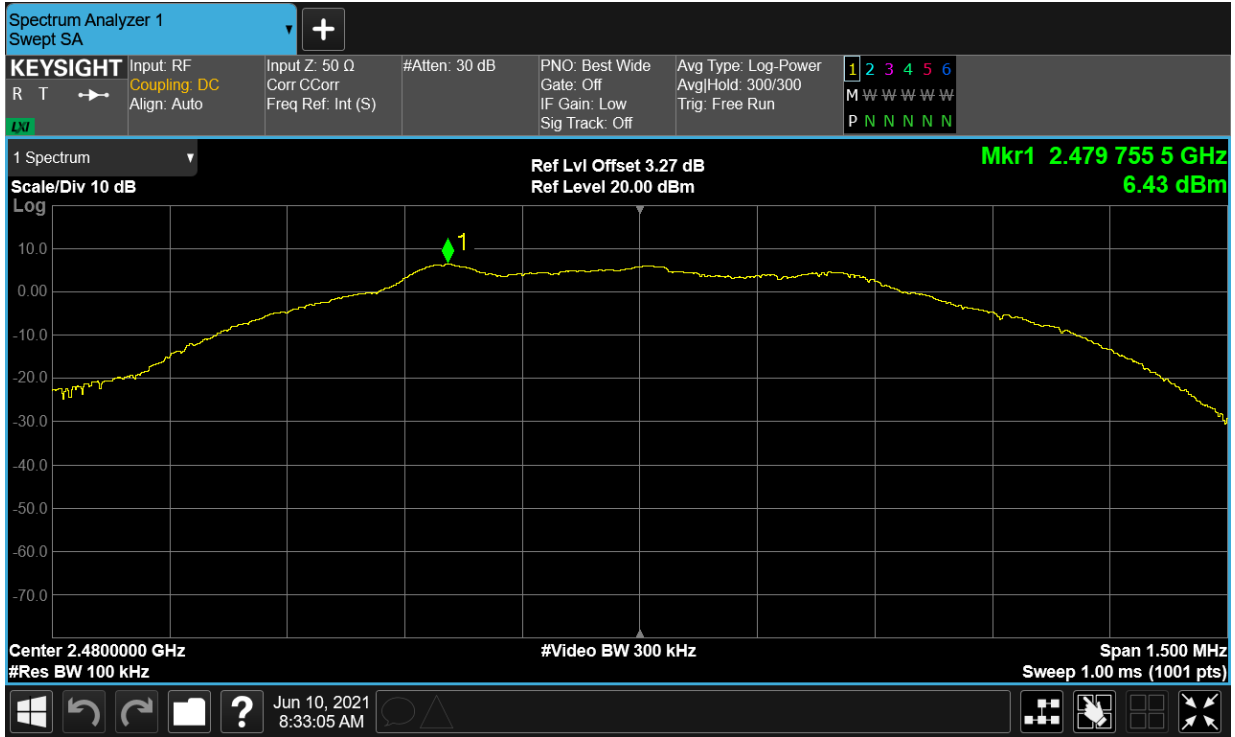 Spectrum Analyzer 1
Swept SA
▼
+
KEYSIGHT
R T
LXI
Input: RF
Coupling: DC
Align: Auto
Input Z: 50 Ω
Corr CCorr
Freq Ref: Int (S)
#Atten: 30 dB
PNO: Best Wide
Gate: Off
IF Gain: Low
Sig Track: Off
Avg Type: Log-Power
Avg|Hold: 300/300
Trig: Free Run
1 2 3 4 5 6
M W W W W W
P N N N N N
1 Spectrum ▼
Scale/Div 10 dB
Log
Ref Lvl Offset 3.27 dB
Ref Level 20.00 dBm
Mkr1 2.479 755 5 GHz
6.43 dBm
1
10.0
0.00
-10.0
-20.0
-30.0
-40.0
-50.0
-60.0
-70.0
Center 2.4800000 GHz
#Res BW 100 kHz
#Video BW 300 kHz
Span 1.500 MHz
Sweep 1.00 ms (1001 pts)
?
Jun 10, 2021
8:33:05 AM